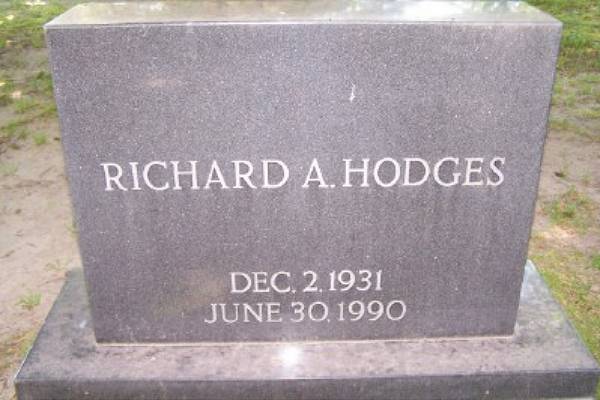 RICHARD A. HODGES
DEC. 2, 1931
JUNE 30, 1990